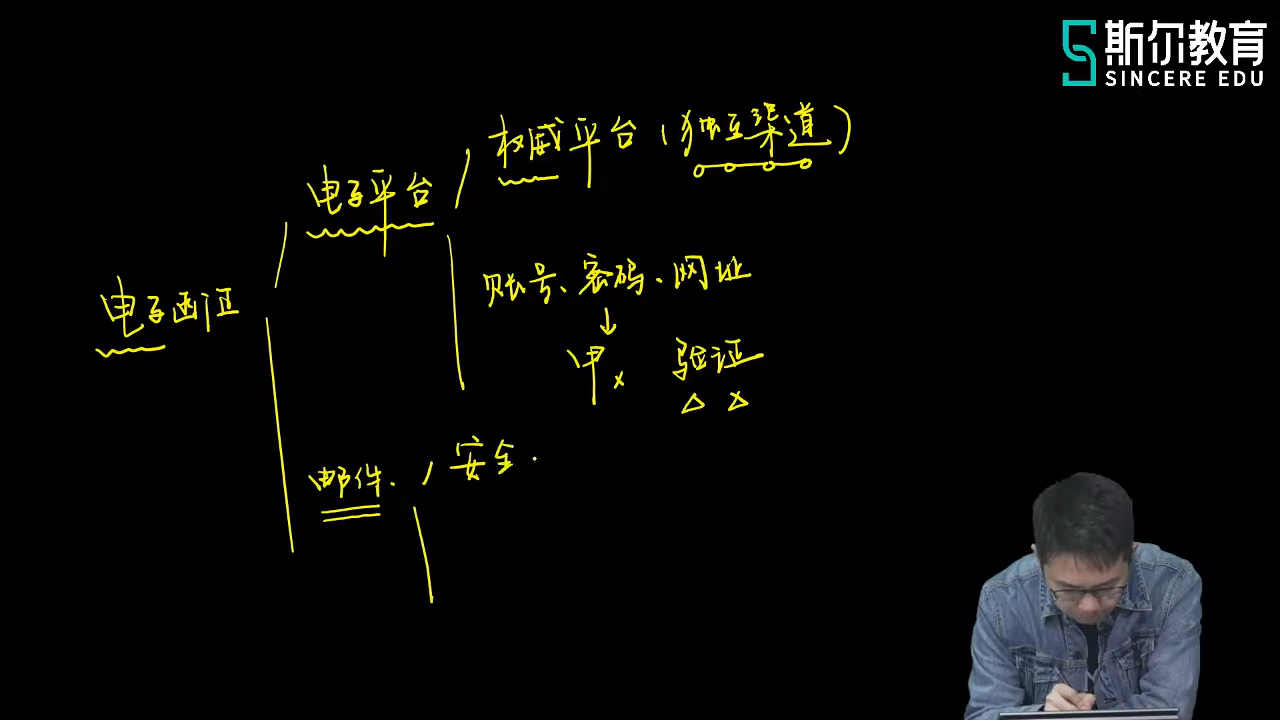 斯尔教育
SINCERE EDU
权威平台(独立渠道)
电子平台
账号、密码、网址
电子函证
甲x 验证
邮件. 安全.